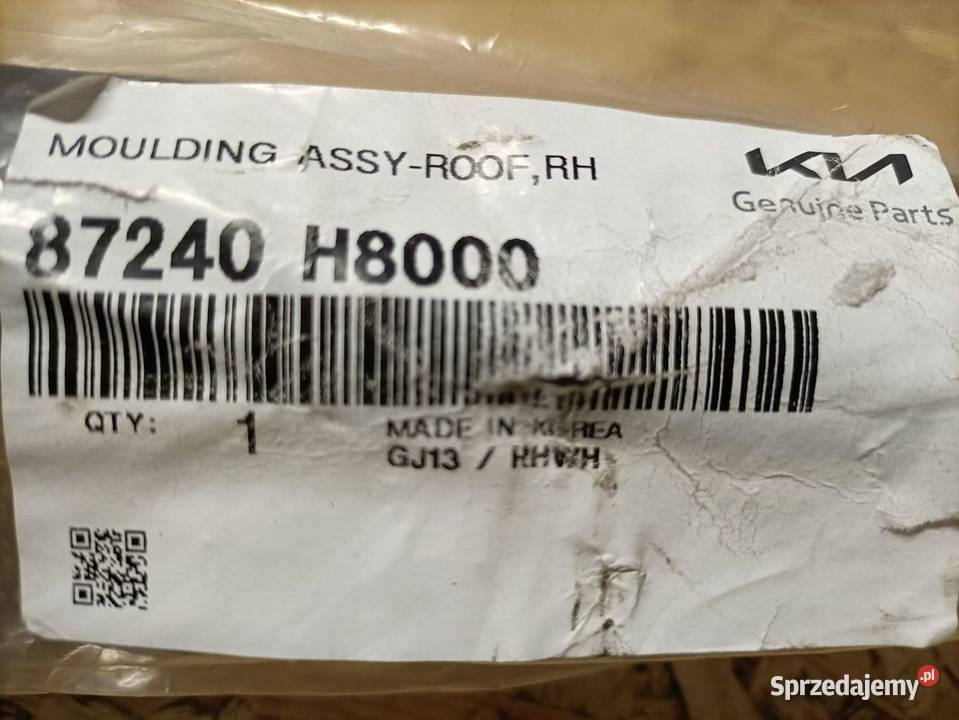 MOULDING ASSY-ROOF,RH
KIA
Genuine Parts
87240 H8000
QTY: 1
MADE IN KOREA
GJ13 / RHWH
Sprzedajemy.pl